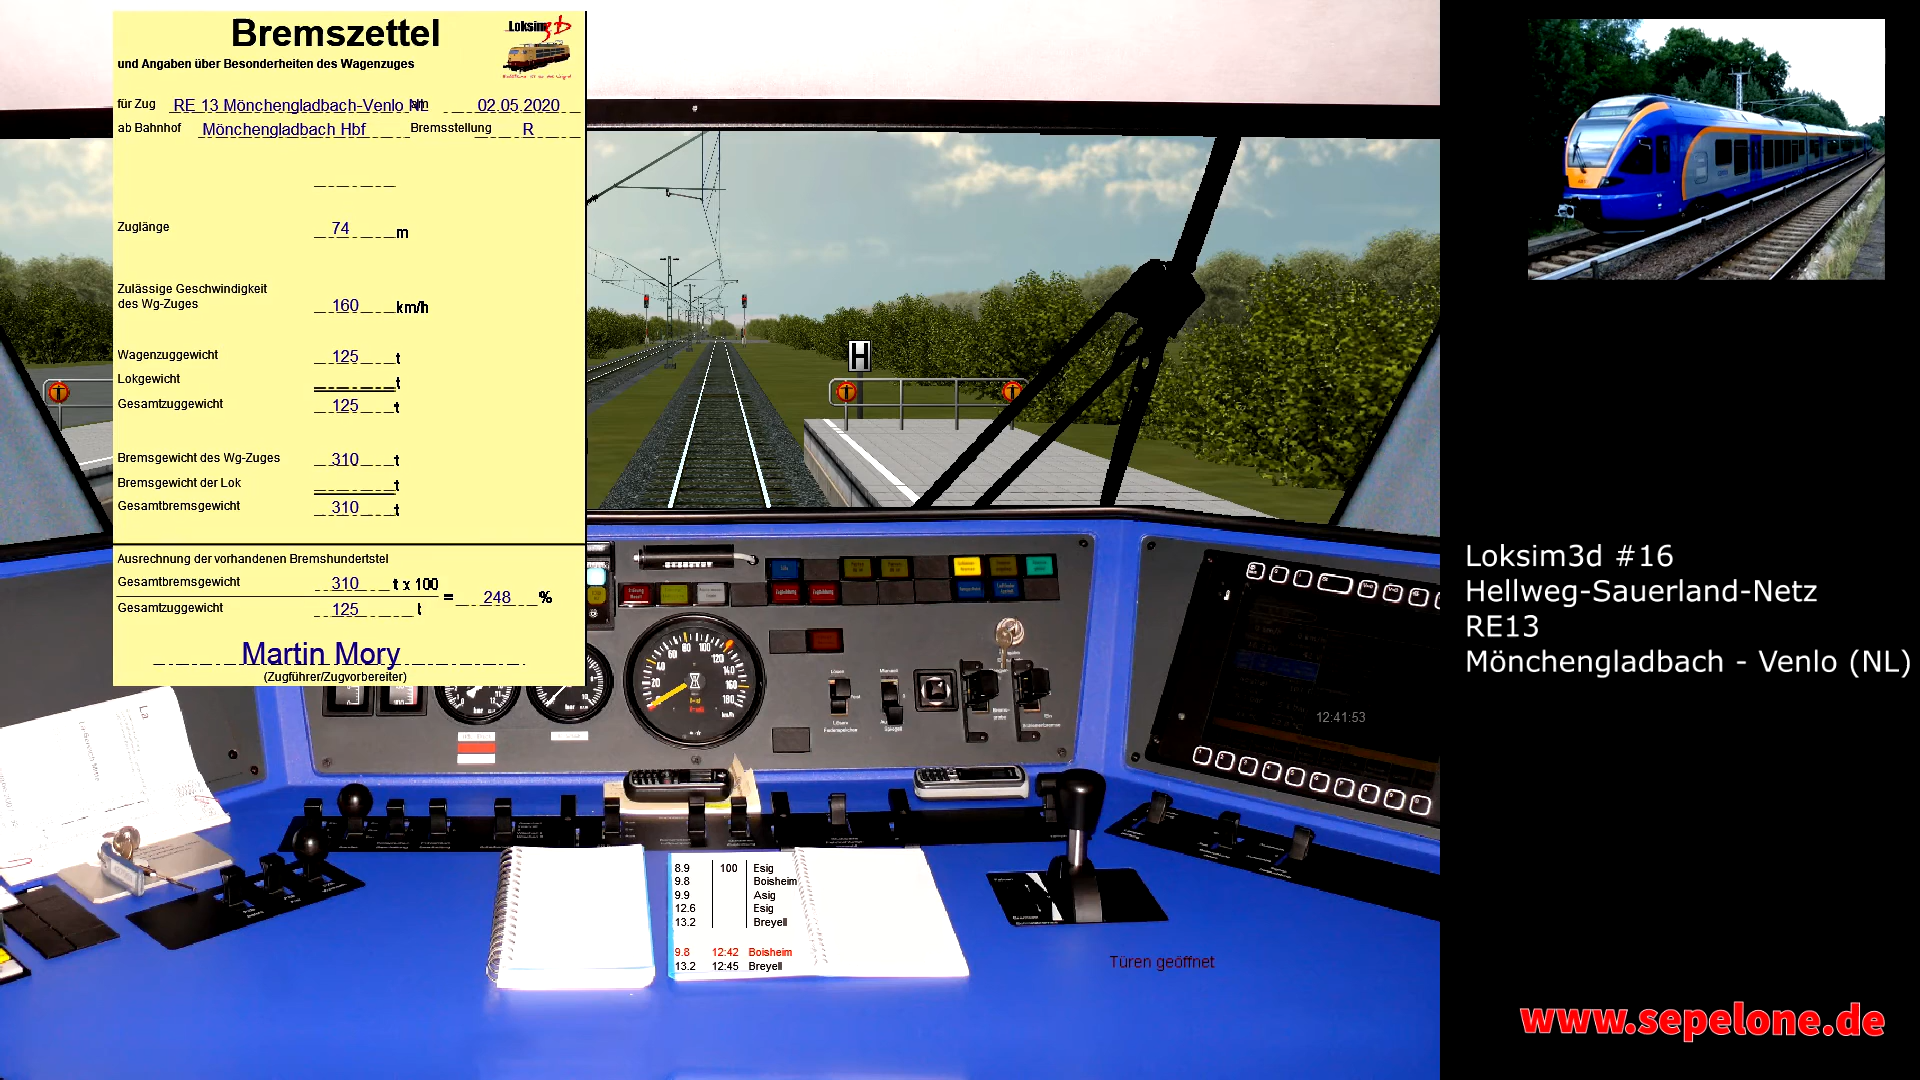 Bremszettel
Loksim3D
und Angaben über Besonderheiten des Wagenzuges
für Zug RE 13 Mönchengladbach-Venlo NL am 02.05.2020
ab Bahnhof Mönchengladbach Hbf Bremsstellung R
Zuglänge 74 m
Zulässige Geschwindigkeit
des Wg-Zuges 160 km/h
Wagenzuggewicht 125 t
Lokgewicht t
Gesamtzuggewicht 125 t
Bremsgewicht des Wg-Zuges 310 t
Bremsgewicht der Lok t
Gesamtbremsgewicht 310 t
Ausrechnung der vorhandenen Bremshundertstel
Gesamtbremsgewicht 310 t x 100
= 248 %
Gesamtzuggewicht 125 t
Martin Mory
(Zugführer/Zugvorbereiter)
H
12:41:53
8.9 100 Esig
9.8 Boisheim
9.9 Asig
12.6 Esig
13.2 Breyell
9.8 12:42 Boisheim
13.2 12:45 Breyell
Türen geöffnet
Loksim3d #16
Hellweg-Sauerland-Netz
RE13
Mönchengladbach - Venlo (NL)
www.sepelone.de